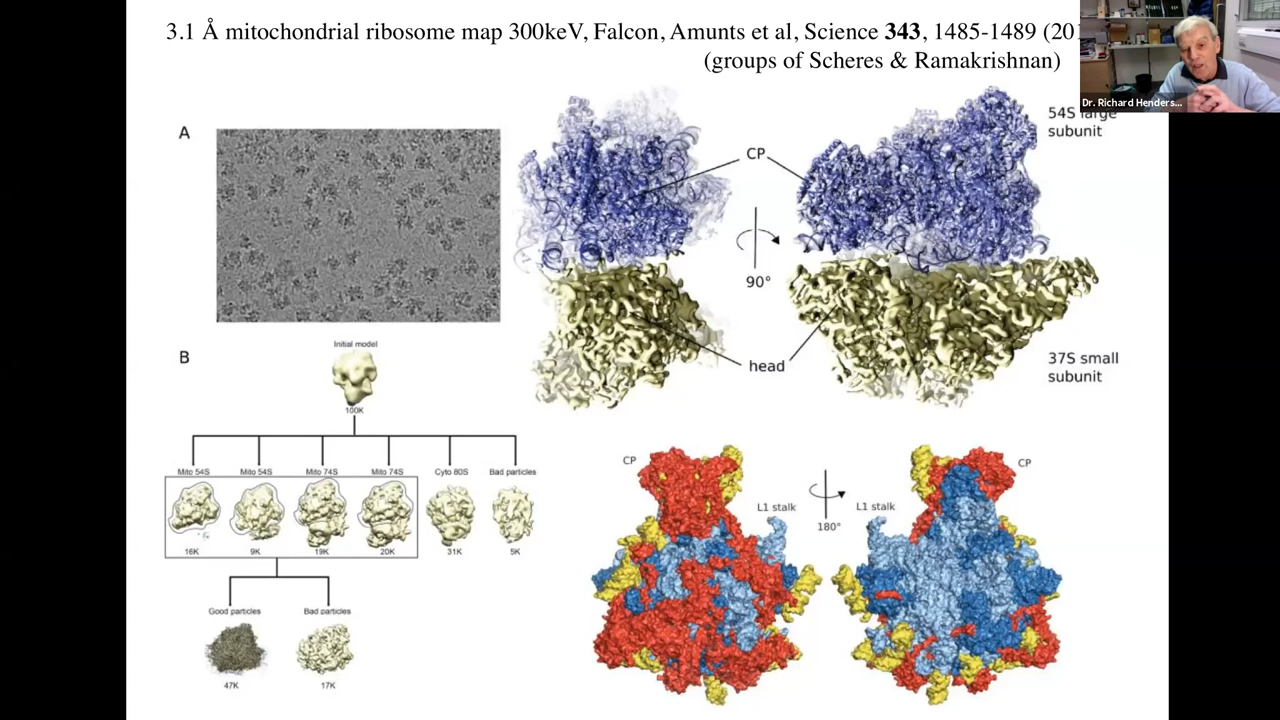 3.1 Å mitochondrial ribosome map 300keV, Falcon, Amunts et al, Science 343, 1485-1489 (20
(groups of Scheres & Ramakrishnan)
Dr. Richard Henders...
A
54S large
subunit
CP
90°
head
37S small
subunit
B
Initial model
100K
Mito 54S
Mito 54S
Mito 74S
Mito 74S
Cyto 80S
Bad particles
16K
9K
19K
20K
31K
5K
Good particles
Bad particles
47K
17K
CP
L1 stalk
180°
L1 stalk
CP